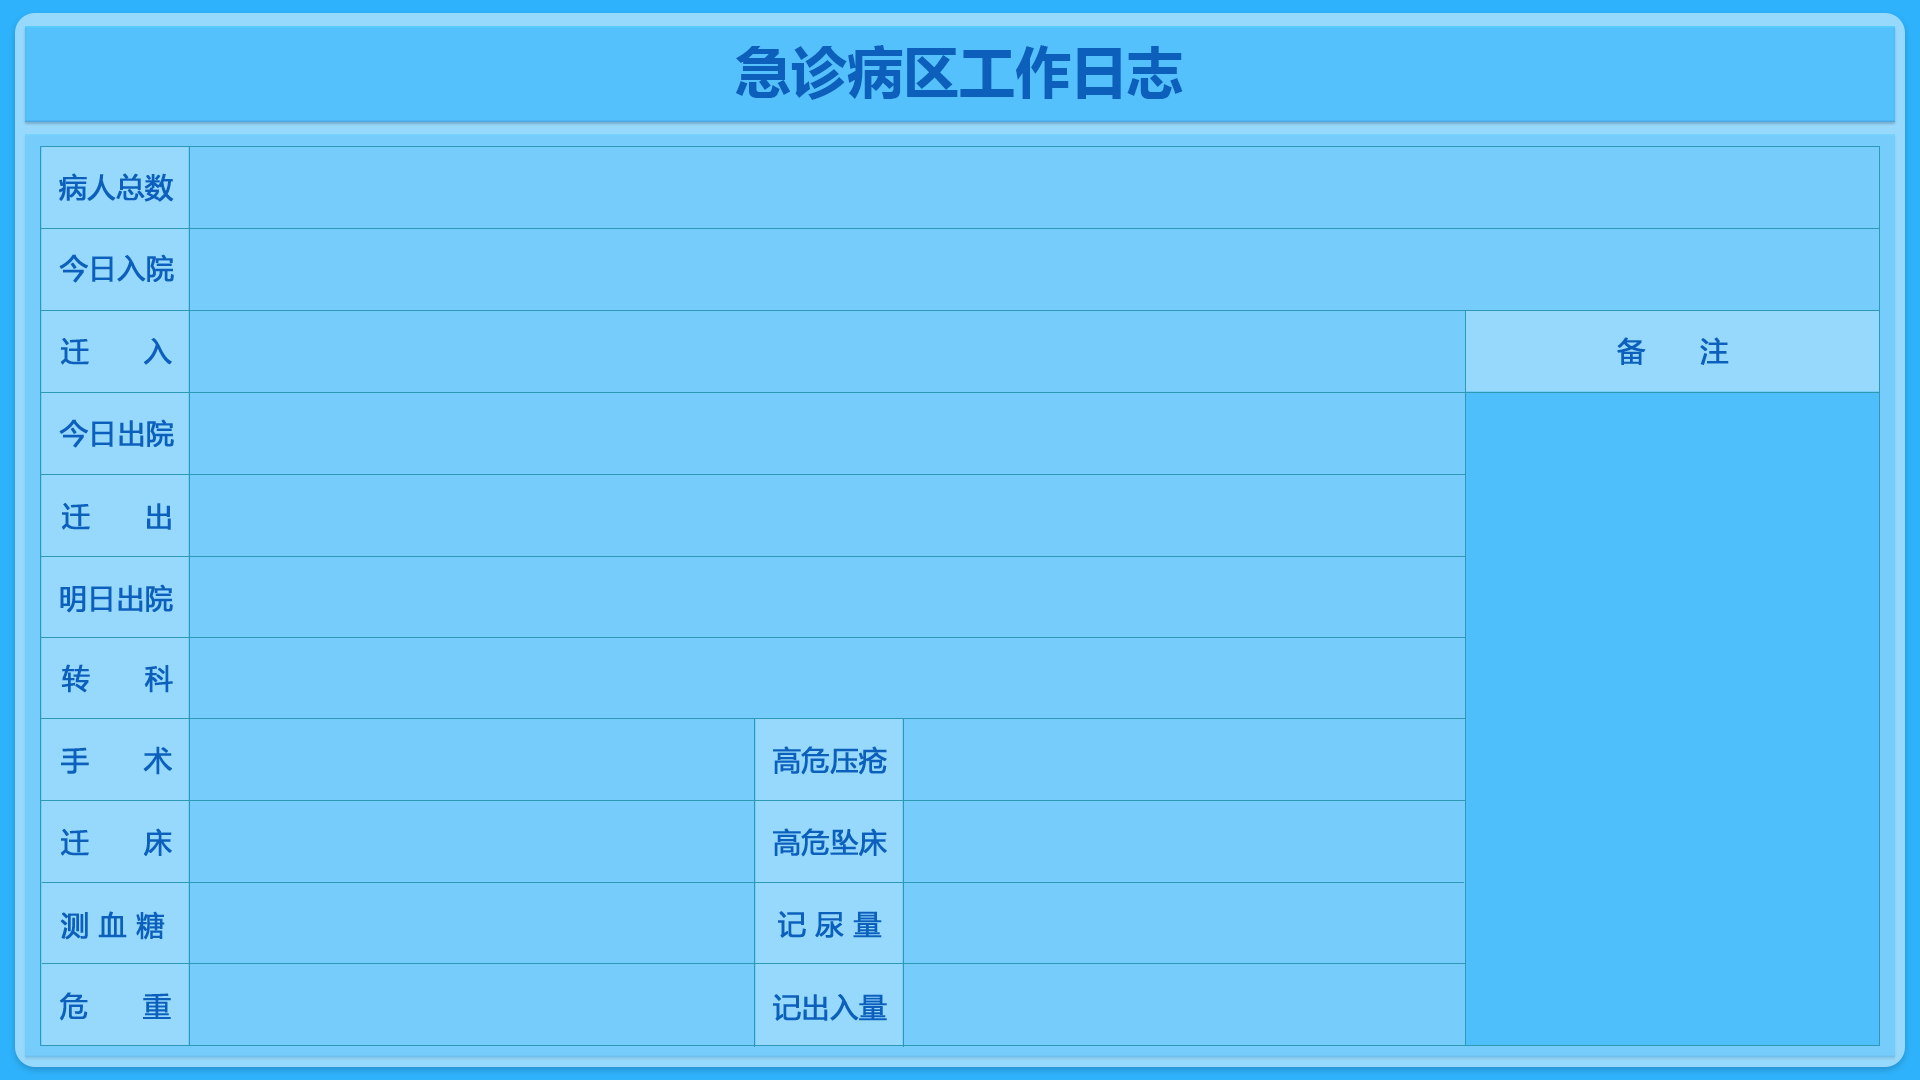 急诊病区工作日志
病人总数
今日入院
迁 入
备 注
今日出院
迁 出
明日出院
转 科
手 术
高危压疮
迁 床
高危坠床
测 血 糖
记 尿 量
危 重
记出入量